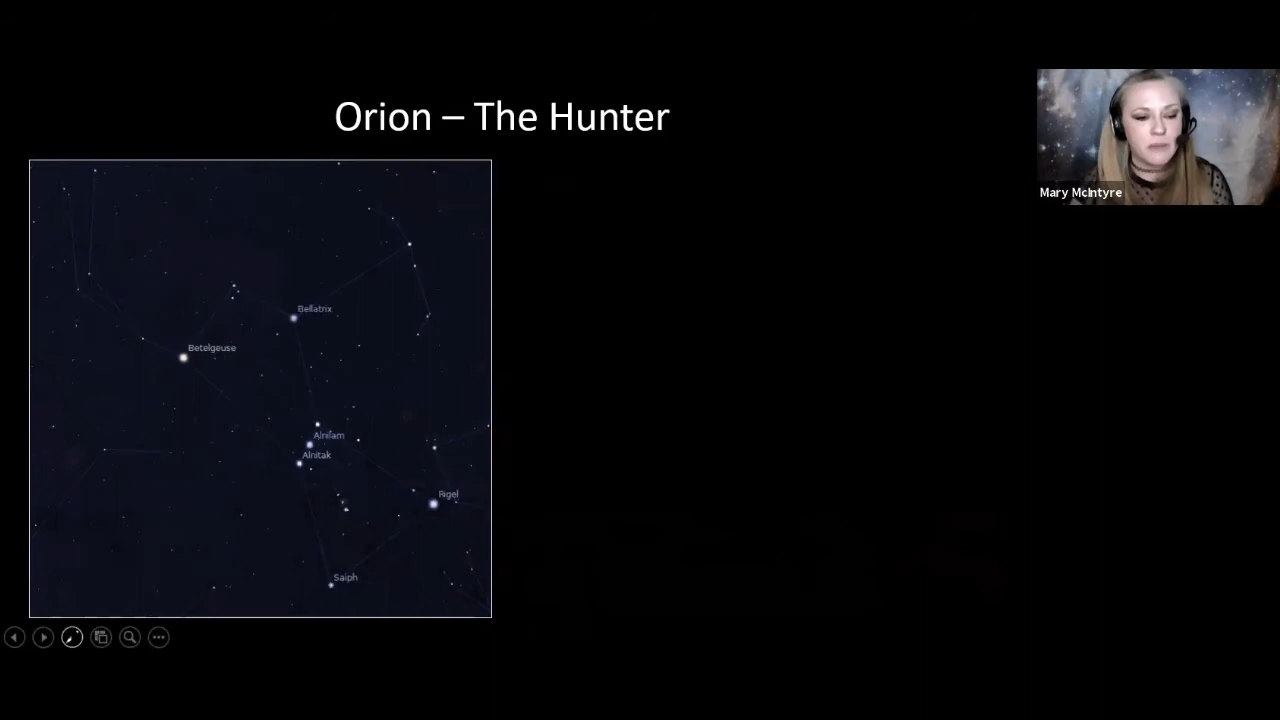 Orion – The Hunter
Mary McIntyre
Bellatrix
Betelgeuse
Alnilam
Alnitak
Rigel
Saiph